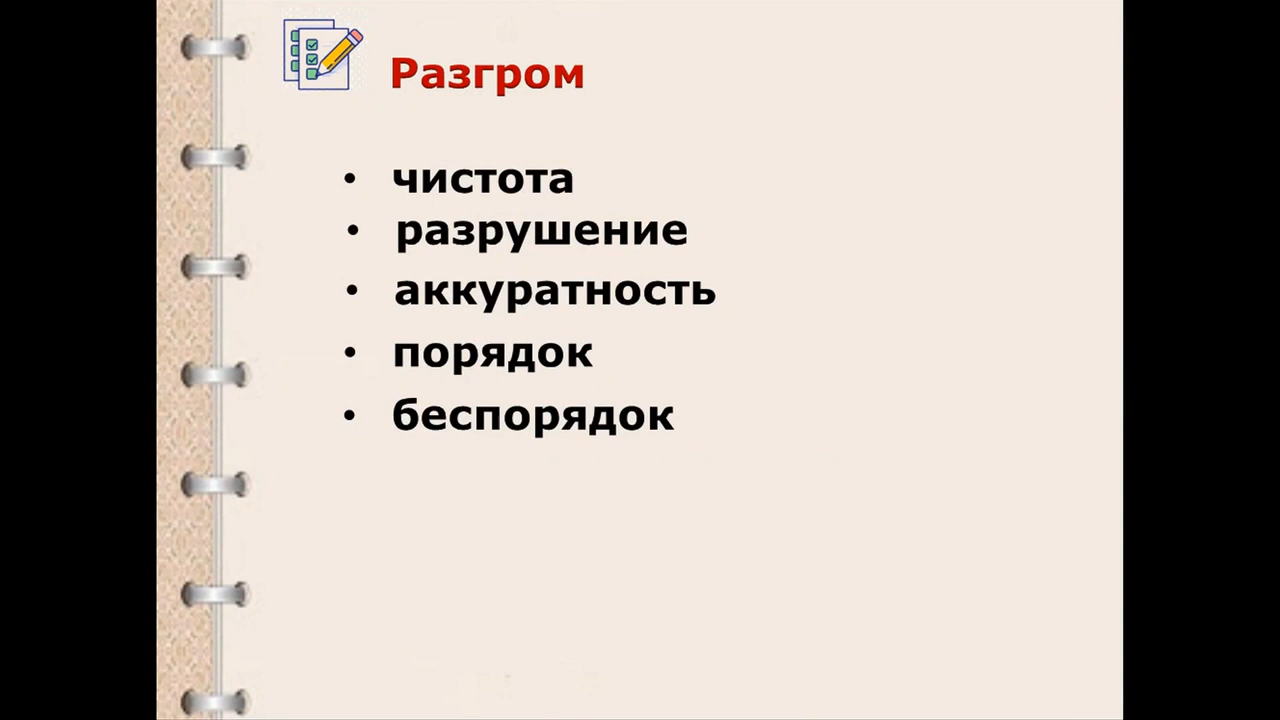 Разгром
• чистота
• разрушение
• аккуратность
• порядок
• беспорядок